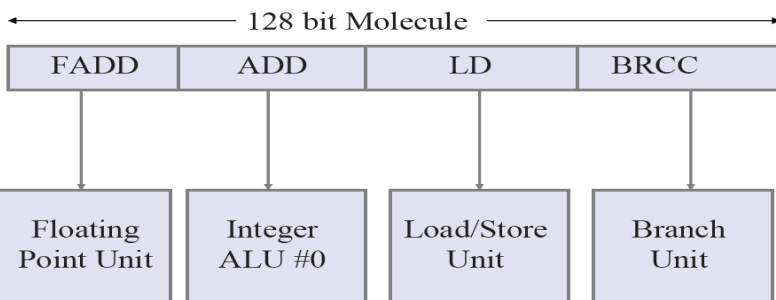 128 bit Molecule
FADD ADD LD BRCC
Floating Point Unit
Integer ALU #0
Load/Store Unit
Branch Unit